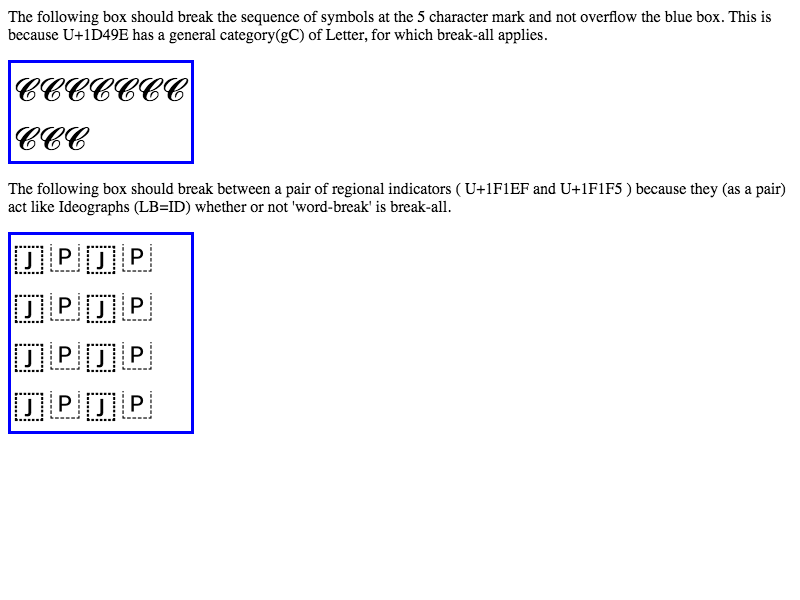 The following box should break the sequence of symbols at the 5 character mark and not overflow the blue box. This is
because U+1D49E has a general category(gC) of Letter, for which break-all applies.
𝒞𝒞𝒞𝒞𝒞𝒞𝒞
𝒞𝒞𝒞
The following box should break between a pair of regional indicators ( U+1F1EF and U+1F1F5 ) because they (as a pair)
act like Ideographs (LB=ID) whether or not 'word-break' is break-all.
J P J P
J P J P
J P J P
J P J P